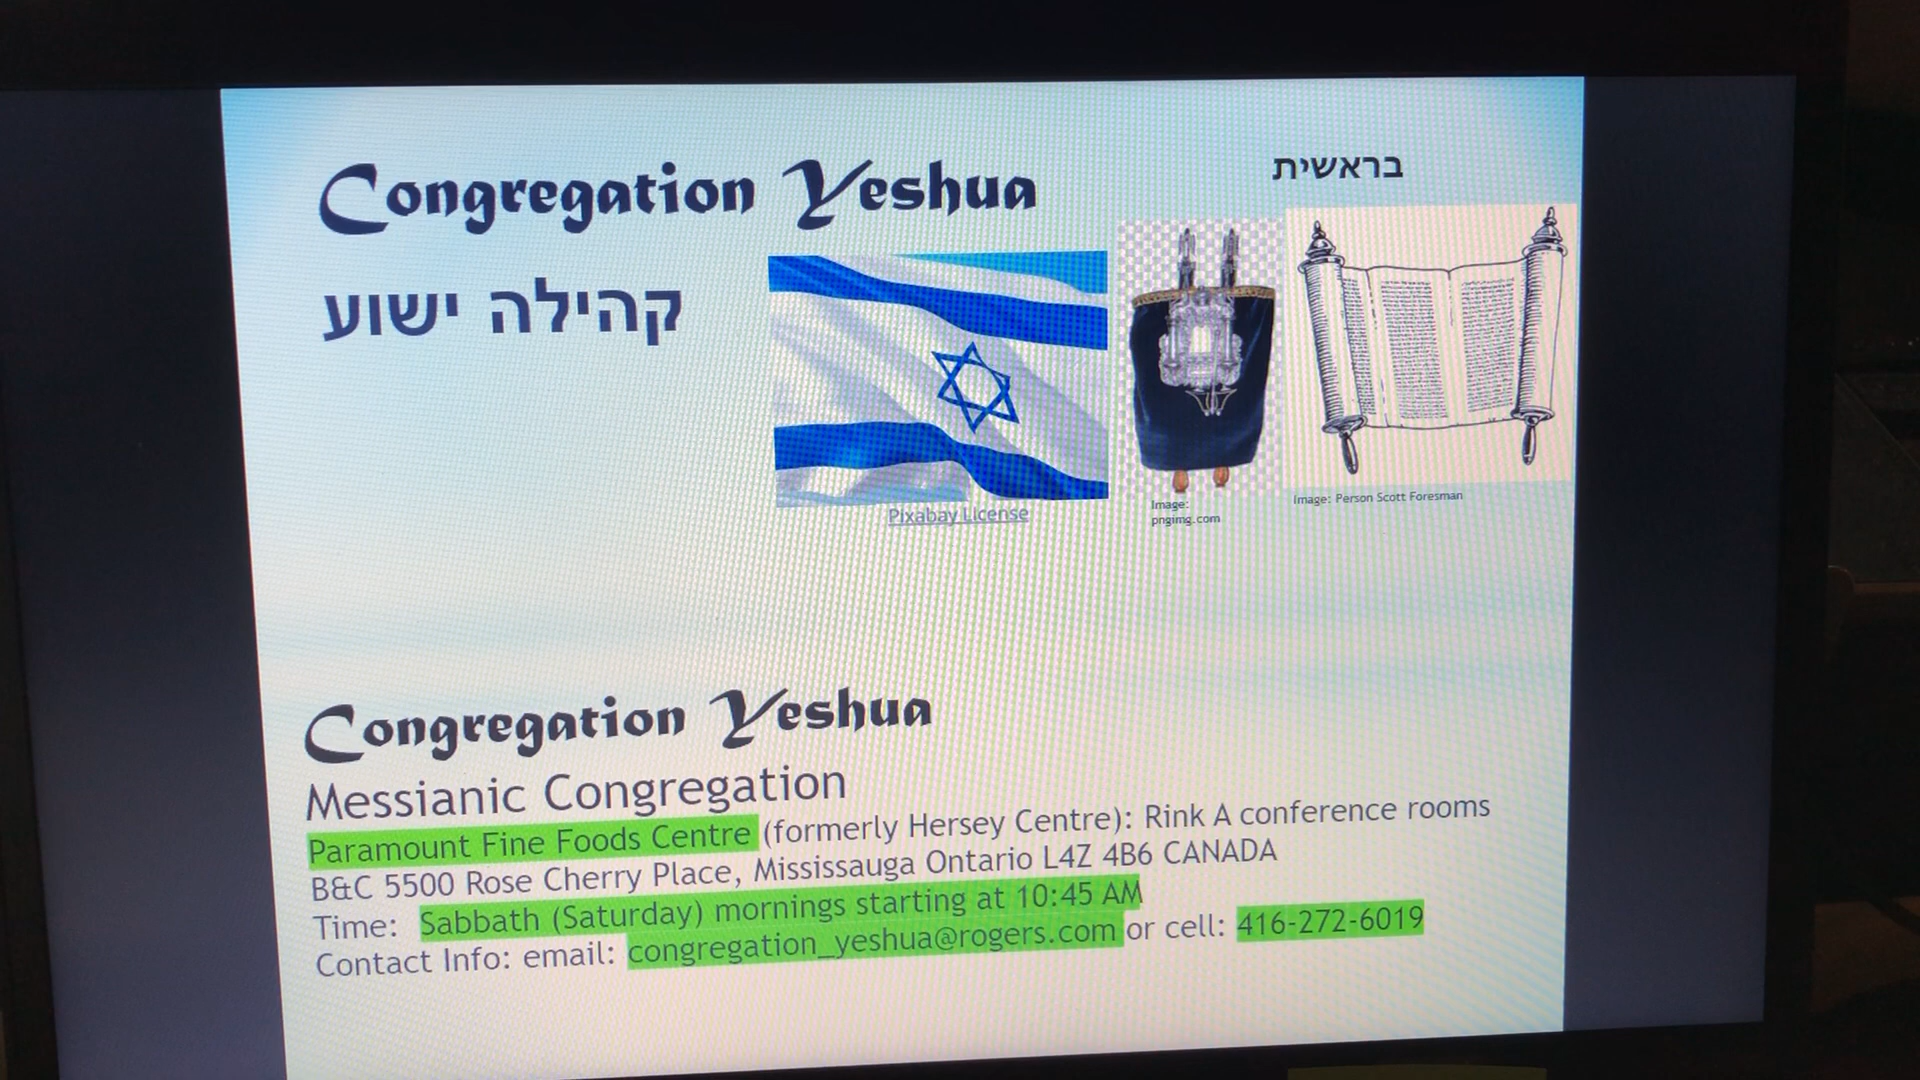 Congregation Yeshua
בראשית
קהילה ישוע
Pixabay License
Image:
pngimg.com
Image: Person Scott Foresman
Congregation Yeshua
Messianic Congregation
Paramount Fine Foods Centre (formerly Hersey Centre): Rink A conference rooms
B&C 5500 Rose Cherry Place, Mississauga Ontario L4Z 4B6 CANADA
Time: Sabbath (Saturday) mornings starting at 10:45 AM
Contact Info: email: congregation_yeshua@rogers.com or cell: 416-272-6019